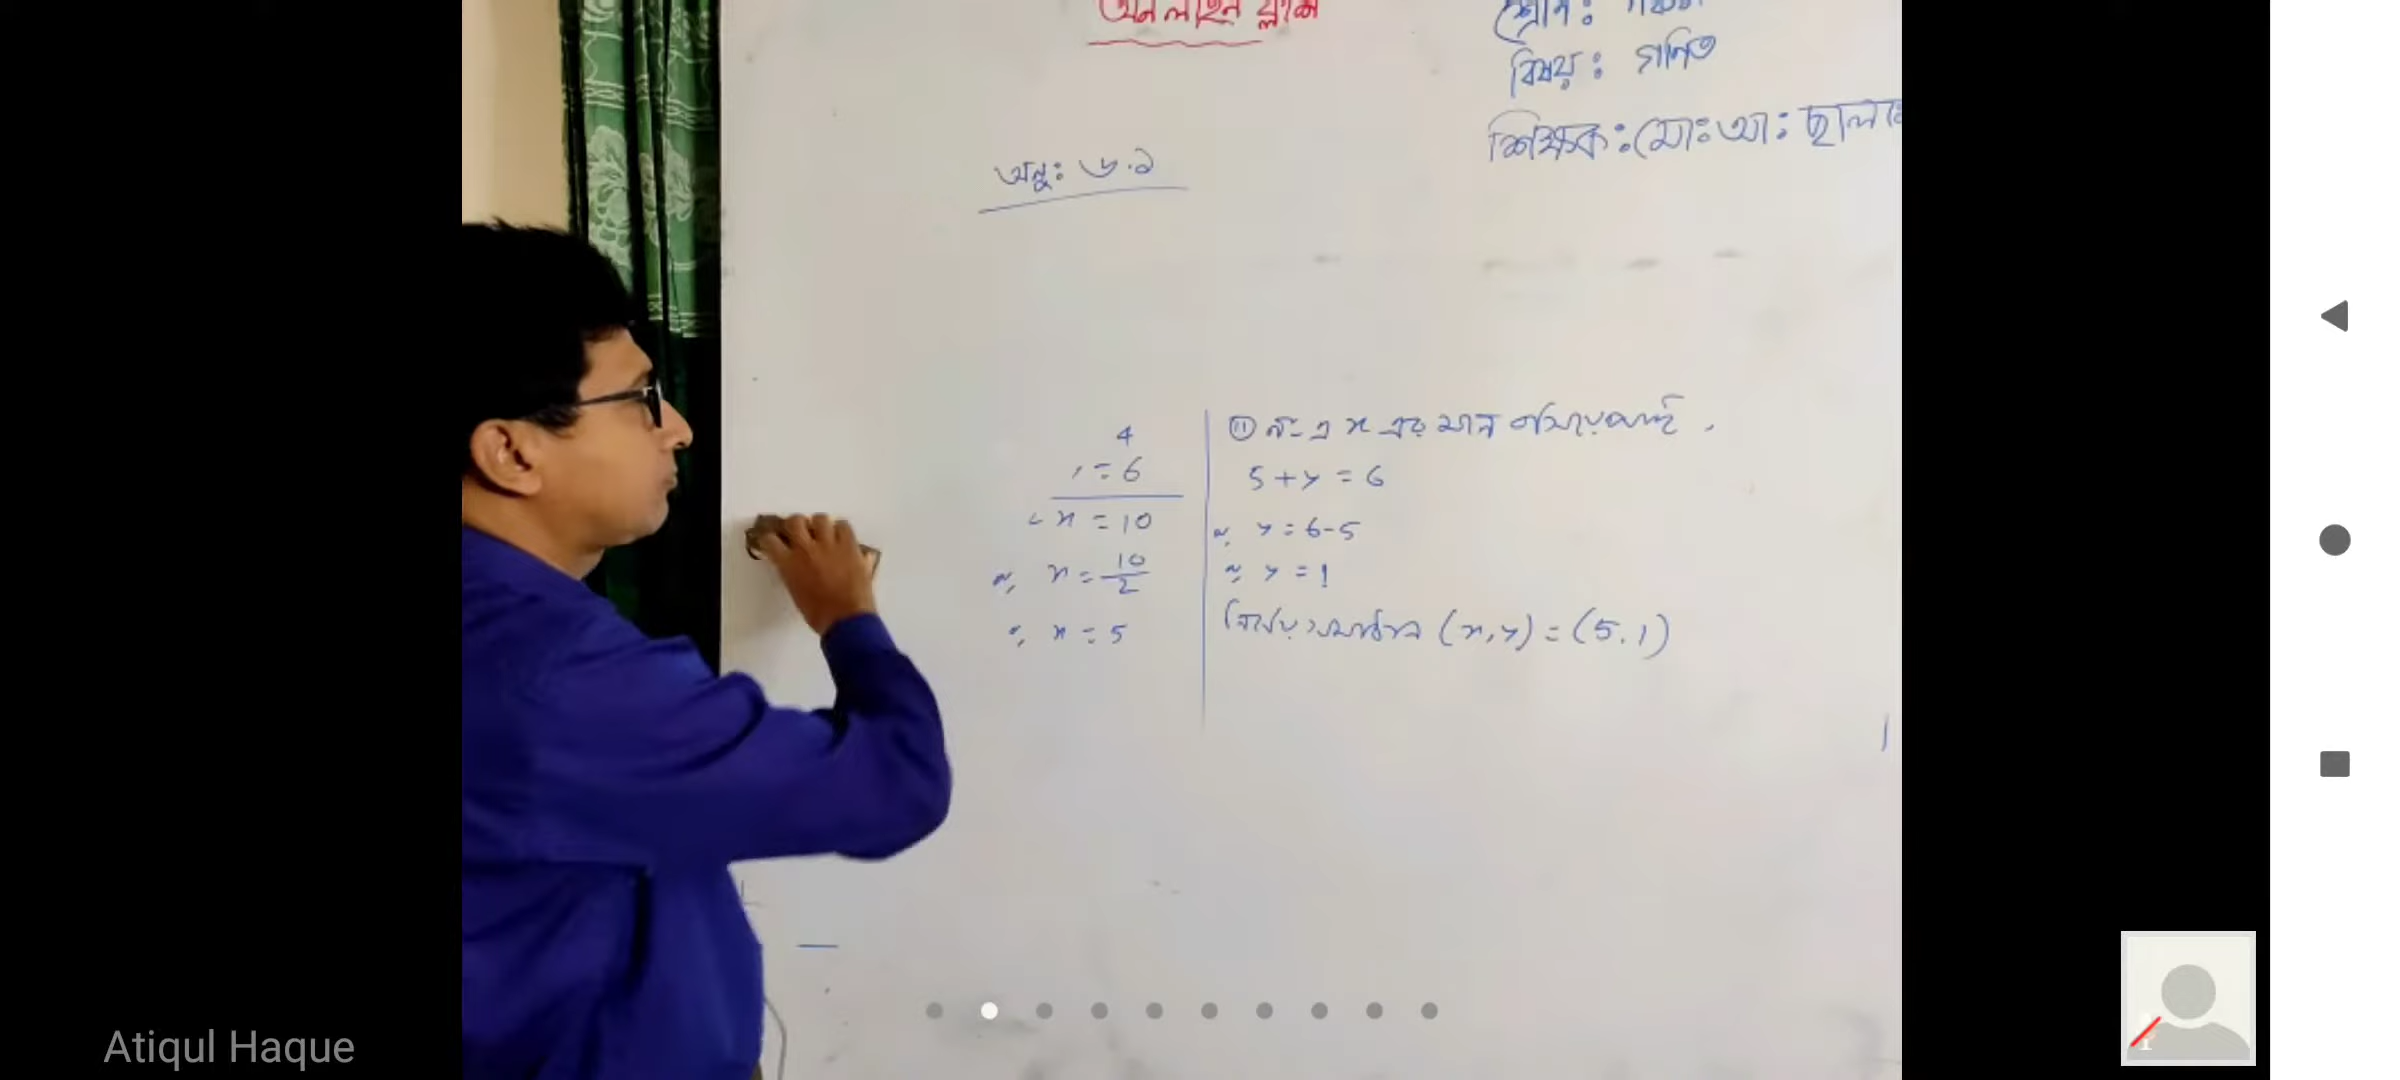 অনলাইন ক্লাস
শ্রেণি:
বিষয়: গণিত
শিক্ষক: মোঃ আঃ ছালাম
অনু: ৬.১
4
= 6
x = 10
বা, x = 10/2
∴ x = 5
(ii) নং এ x এর মান বসিয়ে পাই,
5 + y = 6
বা, y = 6 - 5
∴ y = 1
নির্ণেয় সমাধান (x, y) = (5, 1)
Atiqul Haque